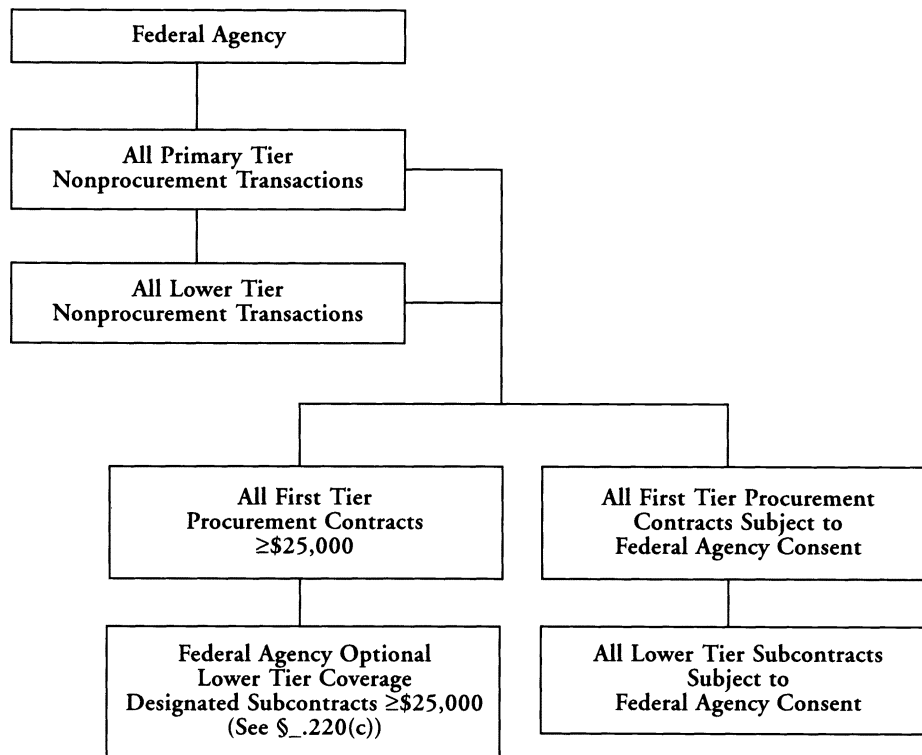 Federal Agency
All Primary Tier
Nonprocurement Transactions
All Lower Tier
Nonprocurement Transactions
All First Tier
Procurement Contracts
≥$25,000
All First Tier Procurement
Contracts Subject to
Federal Agency Consent
Federal Agency Optional
Lower Tier Coverage
Designated Subcontracts ≥$25,000
(See §_.220(c))
All Lower Tier Subcontracts
Subject to
Federal Agency Consent